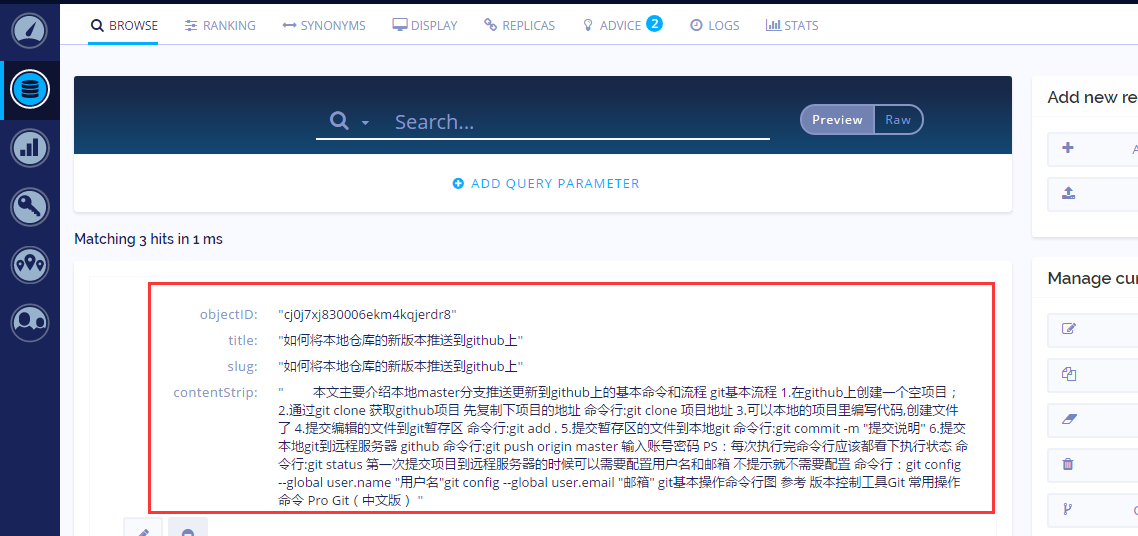 BROWSE RANKING SYNONYMS DISPLAY REPLICAS ADVICE 2 LOGS STATS
Add new re
Search... Preview Raw
A
ADD QUERY PARAMETER
Matching 3 hits in 1 ms
Manage cur
objectID: "cj0j7xj830006ekm4kqjerdr8"
title: "如何将本地仓库的新版本推送到github上"
slug: "如何将本地仓库的新版本推送到github上"
contentStrip: " 本文主要介绍本地master分支推送更新到github上的基本命令和流程 git基本流程 1.在github上创建一个空项目；
2.通过git clone 获取github项目 先复制下项目的地址 命令行:git clone 项目地址 3.可以本地的项目里编写代码,创建文件
了 4.提交编辑的文件到git暂存区 命令行:git add . 5.提交暂存区的文件到本地git 命令行:git commit -m "提交说明" 6.提交
本地git到远程服务器 github 命令行:git push origin master 输入账号密码 PS：每次执行完命令行应该都看下执行状态 命
令行:git status 第一次提交项目到远程服务器的时候可以需要配置用户名和邮箱 不提示就不需要配置 命令行：git config
--global user.name "用户名"git config --global user.email "邮箱" git基本操作命令行图 参考 版本控制工具Git 常用操作
命令 Pro Git（中文版） "